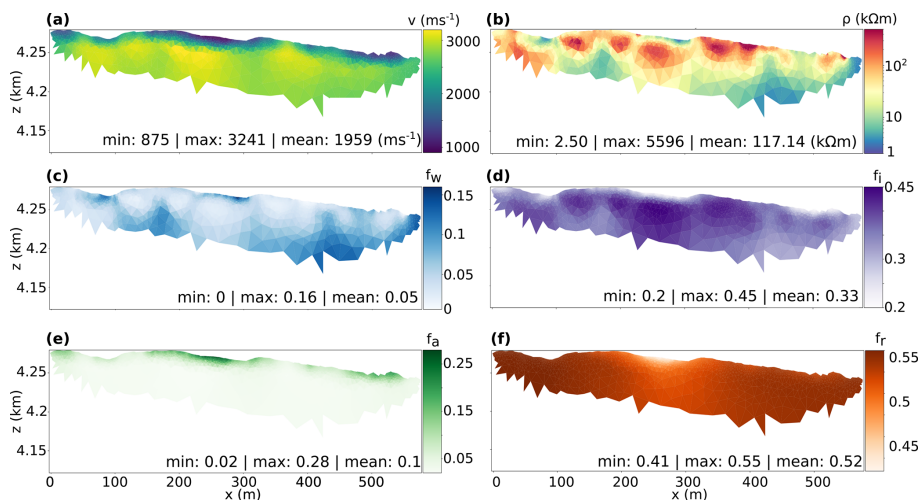 (a) v (ms⁻¹)
(b) ρ (kΩm)
z (km)
4.25
4.2
4.15
3000
2000
1000
min: 875 | max: 3241 | mean: 1959 (ms⁻¹)
10²
10
1
min: 2.50 | max: 5596 | mean: 117.14 (kΩm)
(c) f_w
(d) f_i
z (km)
4.25
4.2
4.15
0.15
0.1
0.05
0
min: 0 | max: 0.16 | mean: 0.05
0.45
0.4
0.3
0.2
min: 0.2 | max: 0.45 | mean: 0.33
(e) f_a
(f) f_r
z (km)
4.25
4.2
4.15
0.25
0.15
0.05
min: 0.02 | max: 0.28 | mean: 0.1
0.55
0.5
0.45
min: 0.41 | max: 0.55 | mean: 0.52
0 100 200 300 400 500
x (m)
0 100 200 300 400 500
x (m)